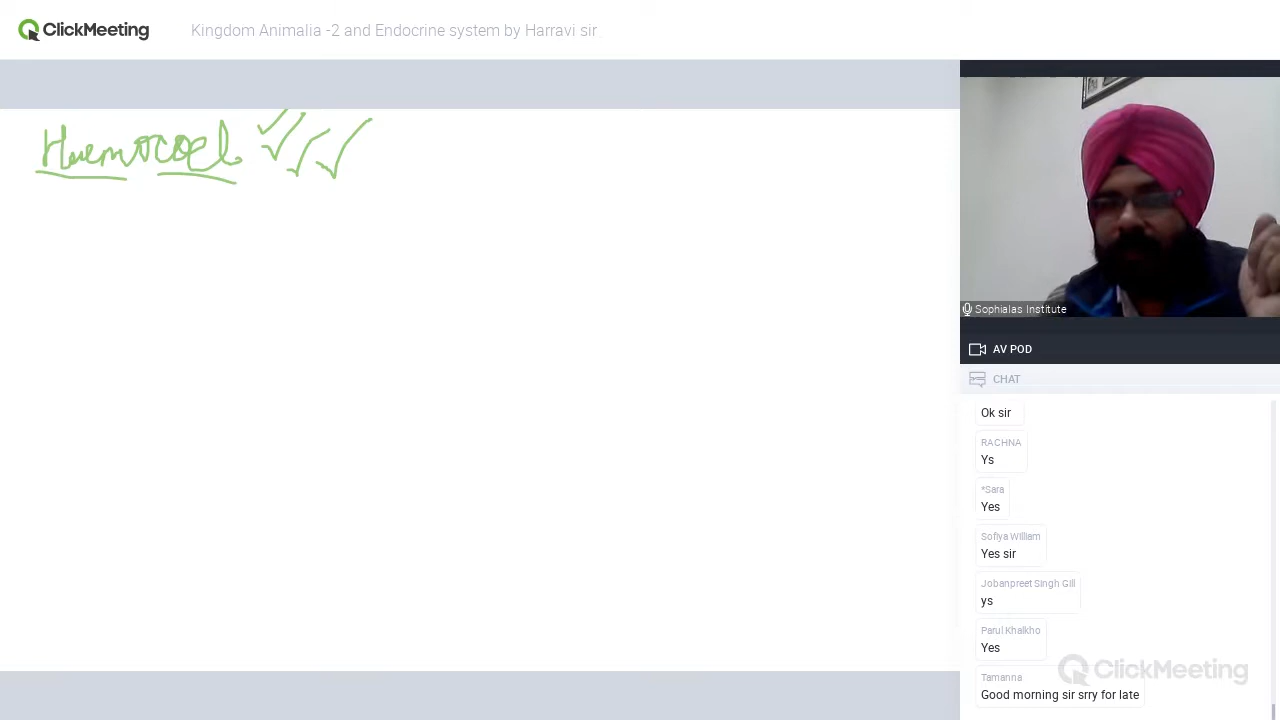 ClickMeeting
Kingdom Animalia -2 and Endocrine system by Harravi sir
Haemocoel
Sophialas Institute
AV POD
CHAT
Ok sir
RACHNA
Ys
*Sara
Yes
Sofiya William
Yes sir
Jobanpreet Singh Gill
ys
Parul Khalkho
Yes
ClickMeeting
Tamanna
Good morning sir srry for late